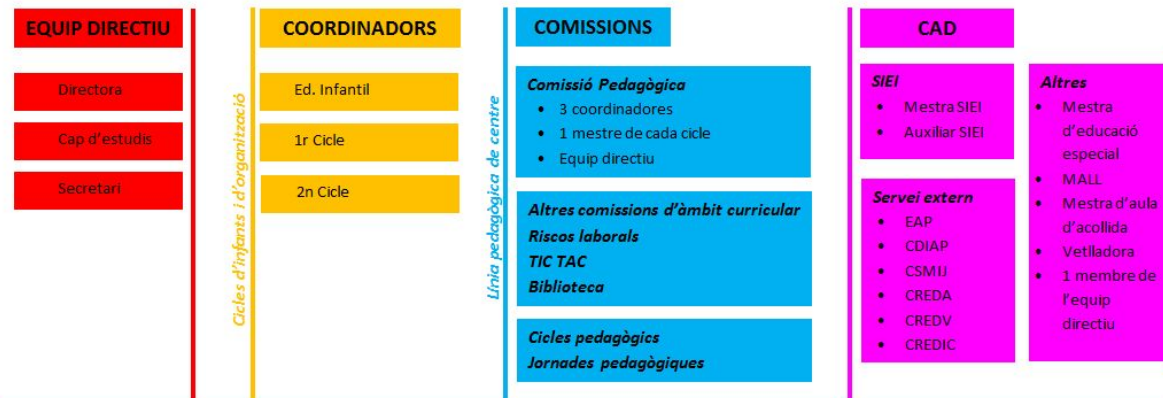 EQUIP DIRECTIU
Directora
Cap d'estudis
Secretari
Cicles d'infants i d'organització
COORDINADORS
Ed. Infantil
1r Cicle
2n Cicle
Línia pedagògica de centre
COMISSIONS
Comissió Pedagògica
• 3 coordinadores
• 1 mestre de cada cicle
• Equip directiu
Altres comissions d'àmbit curricular
Riscos laborals
TIC TAC
Biblioteca
Cicles pedagògics
Jornades pedagògiques
CAD
SIEI
• Mestra SIEI
• Auxiliar SIEI
Servei extern
• EAP
• CDIAP
• CSMIJ
• CREDA
• CREDV
• CREDIC
Altres
• Mestra
d'educació
especial
• MALL
• Mestra d'aula
d'acollida
• Vetlladora
• 1 membre de
l'equip
directiu